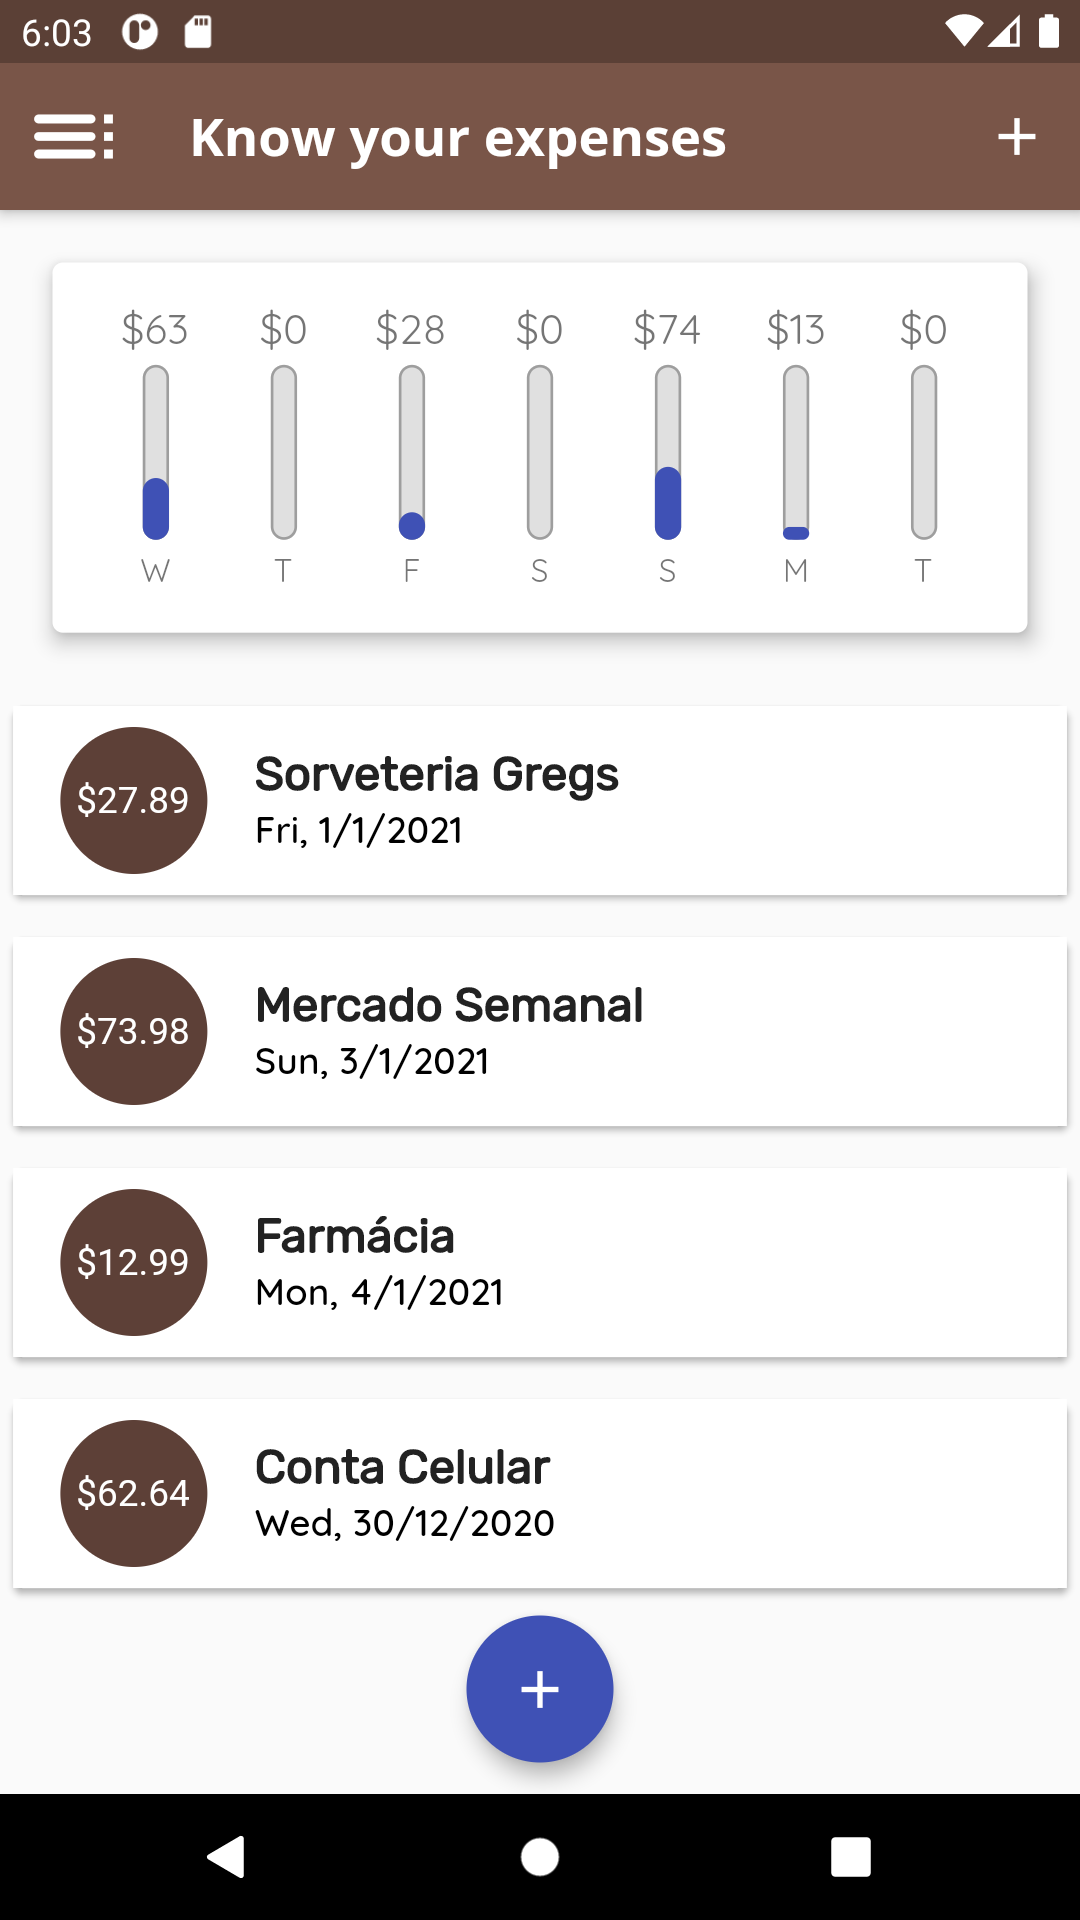 6:03
Know your expenses
$63 $0 $28 $0 $74 $13 $0
W T F S S M T
$27.89
Sorveteria Gregs
Fri, 1/1/2021
$73.98
Mercado Semanal
Sun, 3/1/2021
$12.99
Farmácia
Mon, 4/1/2021
$62.64
Conta Celular
Wed, 30/12/2020